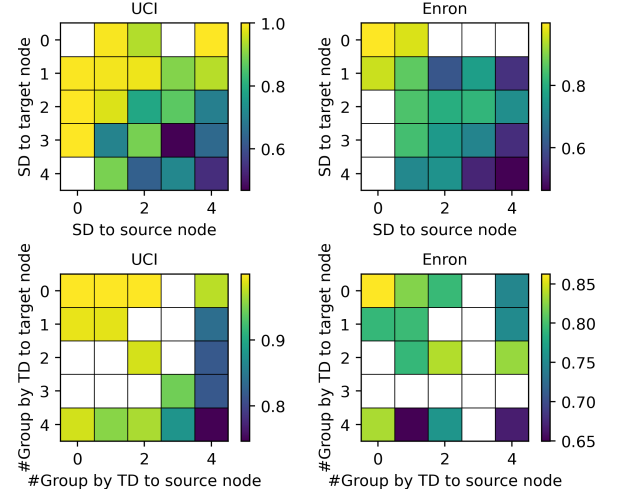 UCI
Enron
SD to target node
0
1
2
3
4
0 2 4
SD to source node
1.0
0.8
0.6
SD to target node
0
1
2
3
4
0 2 4
SD to source node
0.8
0.6
UCI
Enron
#Group by TD to target node
0
1
2
3
4
0 2 4
#Group by TD to source node
0.9
0.8
#Group by TD to target node
0
1
2
3
4
0 2 4
#Group by TD to source node
0.85
0.80
0.75
0.70
0.65